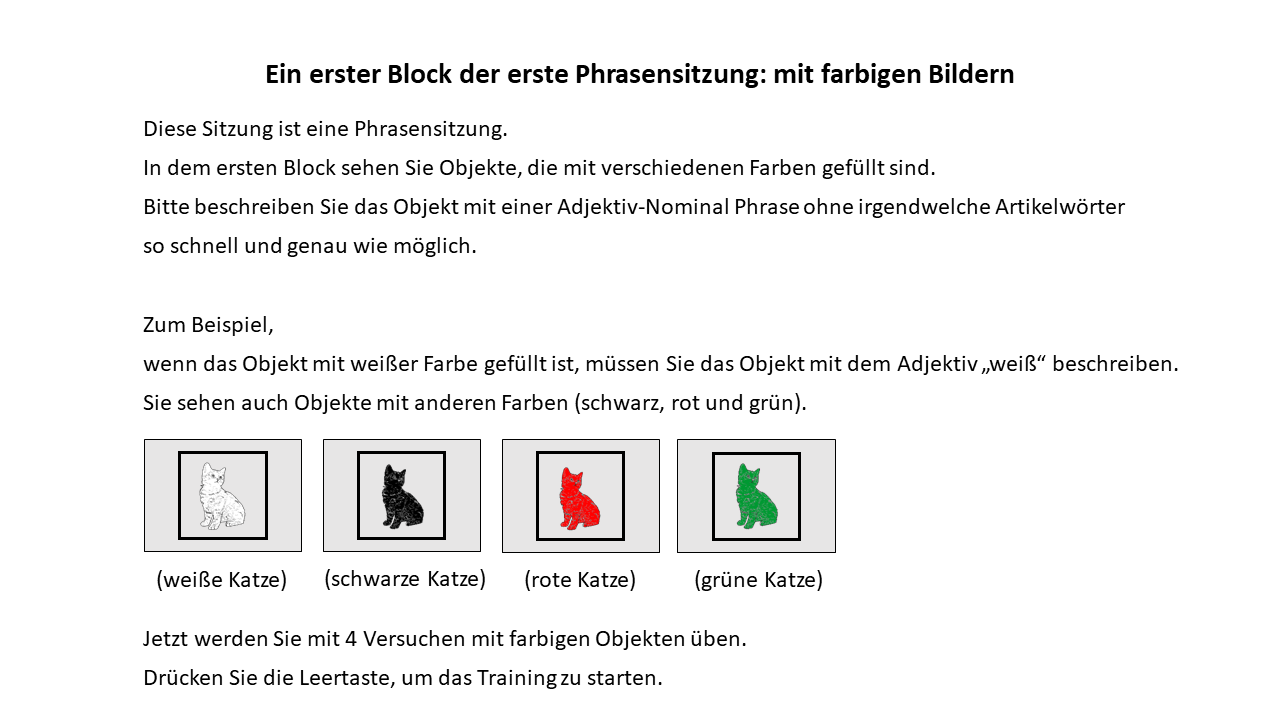 Ein erster Block der erste Phrasensitzung: mit farbigen Bildern
Diese Sitzung ist eine Phrasensitzung.
In dem ersten Block sehen Sie Objekte, die mit verschiedenen Farben gefüllt sind.
Bitte beschreiben Sie das Objekt mit einer Adjektiv-Nominal Phrase ohne irgendwelche Artikelwörter
so schnell und genau wie möglich.
Zum Beispiel,
wenn das Objekt mit weißer Farbe gefüllt ist, müssen Sie das Objekt mit dem Adjektiv „weiß“ beschreiben.
Sie sehen auch Objekte mit anderen Farben (schwarz, rot und grün).
(weiße Katze) (schwarze Katze) (rote Katze) (grüne Katze)
Jetzt werden Sie mit 4 Versuchen mit farbigen Objekten üben.
Drücken Sie die Leertaste, um das Training zu starten.